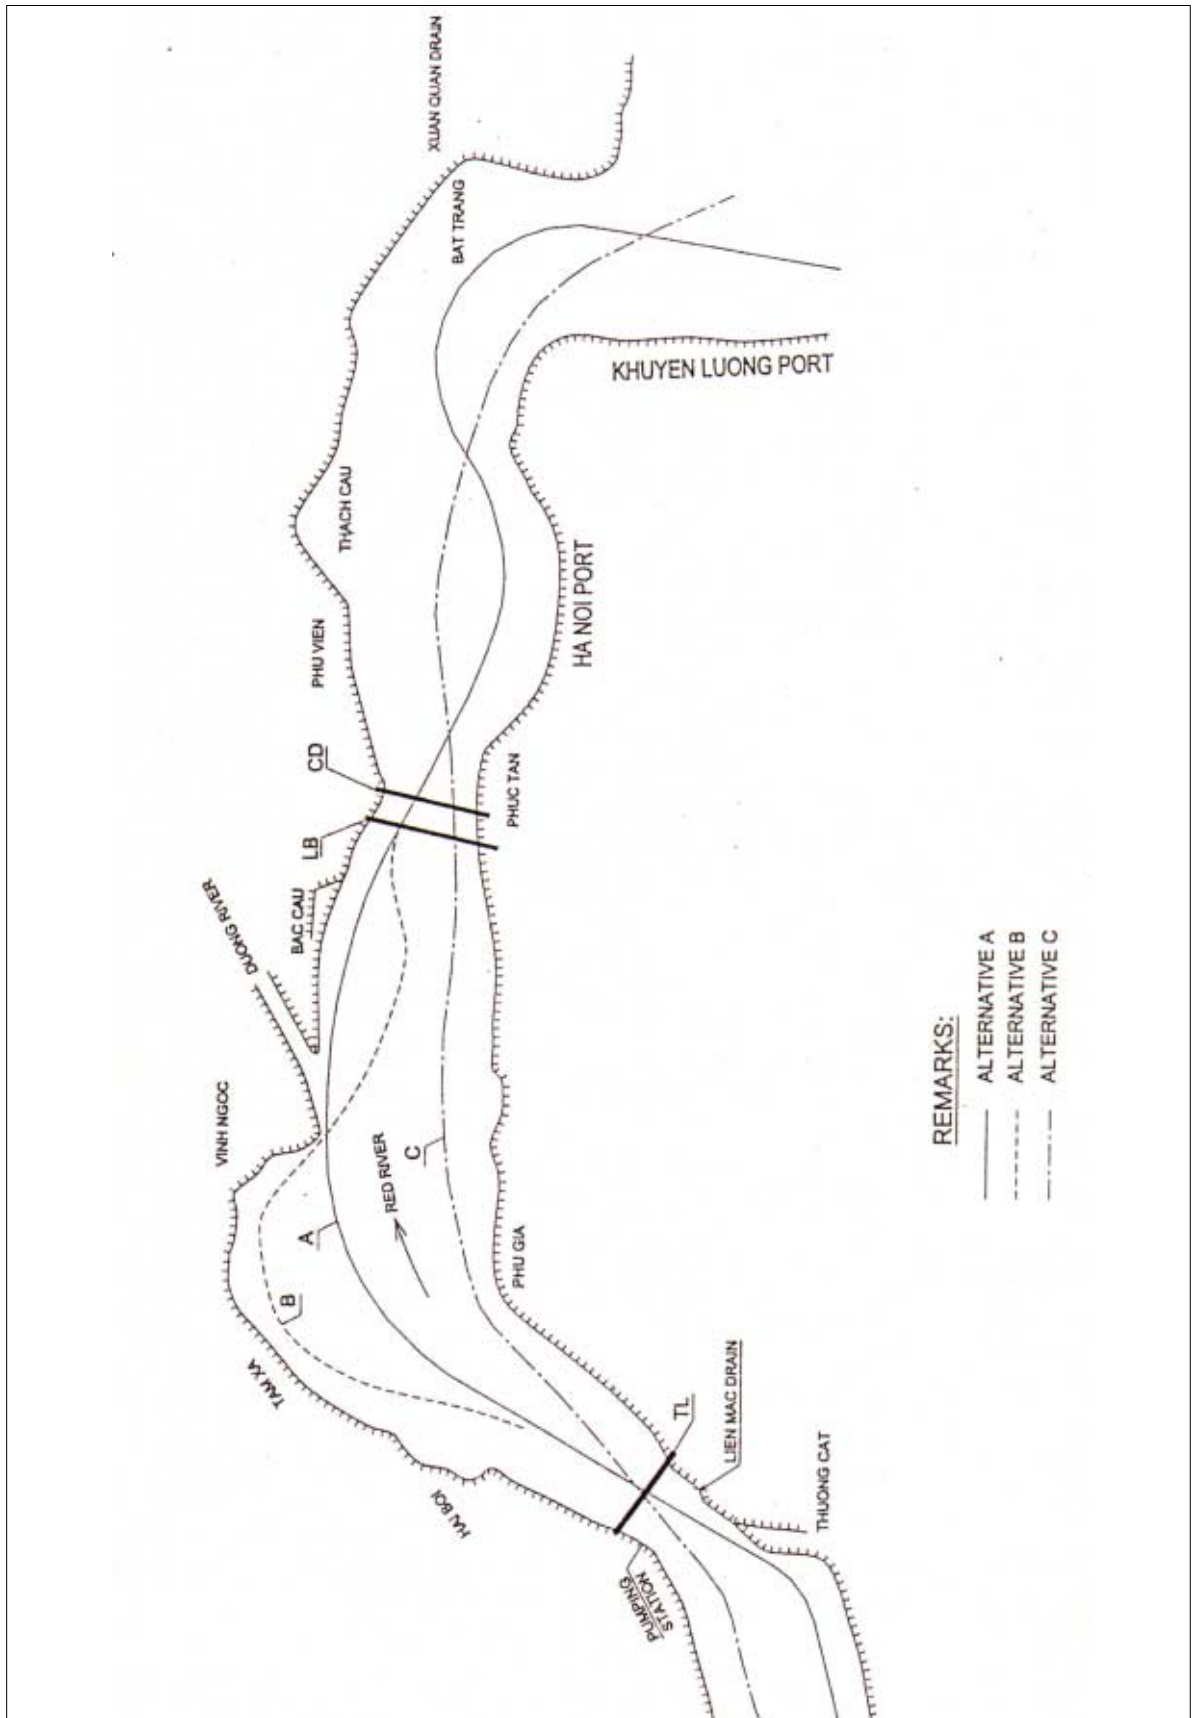 XUAN QUAN DRAIN
BAT TRANG
KHUYEN LUONG PORT
THACH CAU
HA NOI PORT
PHU VIEN
CD
PHUC TAN
LB
BAC CAU
DUONG RIVER
VINH NGOC
RED RIVER
C
A
B
PHU GIA
TAM XA
TL
LIEN MAC DRAIN
HAI BOI
THUONG CAT
PUMPING
STATION
REMARKS:
ALTERNATIVE A
ALTERNATIVE B
ALTERNATIVE C